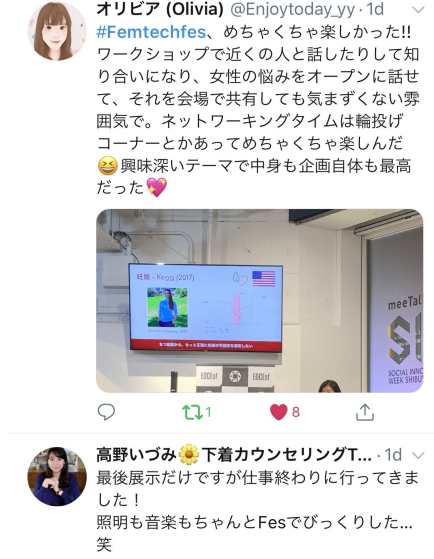 オリビア (Olivia) @Enjoytoday_yy · 1d
#Femtechfes、めちゃくちゃ楽しかった!!
ワークショップで近くの人と話したりして知
り合いになり、女性の悩みをオープンに話せ
て、それを会場で共有しても気まずくない雰
囲気で。ネットワーキングタイムは輪投げ
コーナーとかあってめちゃくちゃ楽しんだ
😆興味深いテーマで中身も企画自体も最高
だった💖
妊娠 - Kegg (2017)
meeTal
SI
SOCIAL INNO
WEEK SHIBU
1
8
高野いづみ🌼下着カウンセリングT... · 1d
最後展示だけですが仕事終わりに行ってきま
した！
照明も音楽もちゃんとFesでびっくりした...
笑